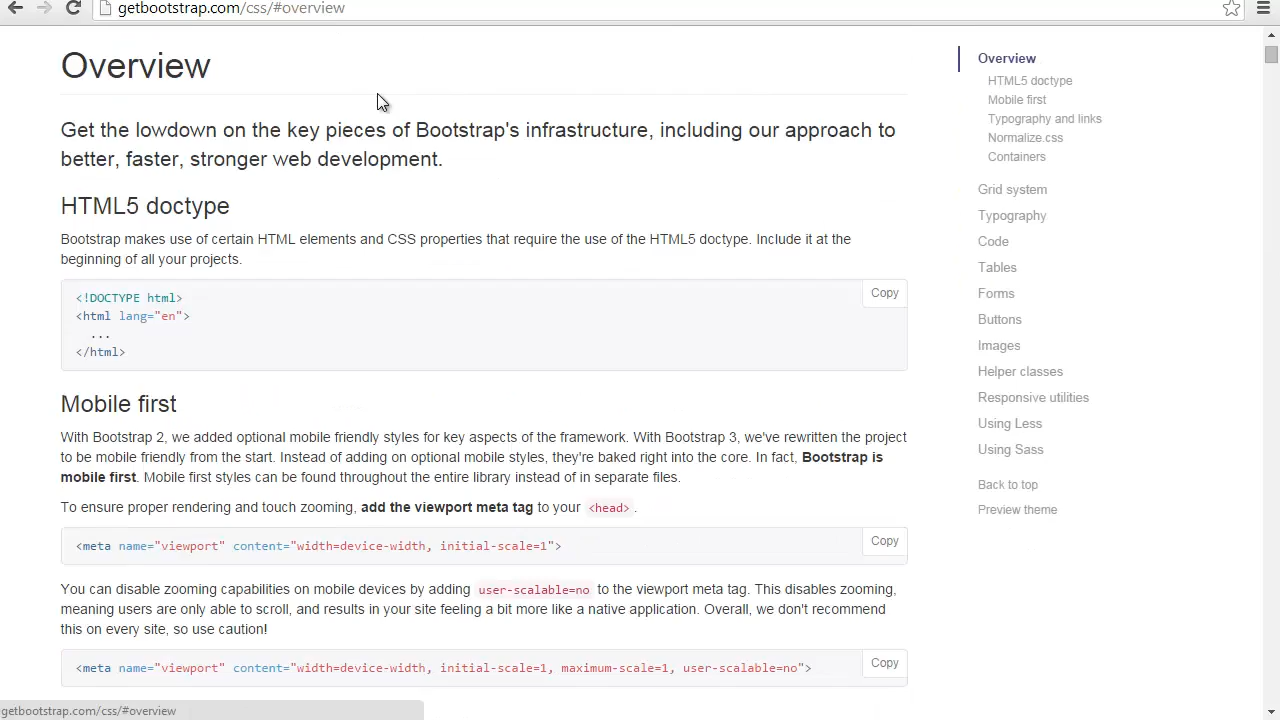 getbootstrap.com/css/#overview
Overview
Get the lowdown on the key pieces of Bootstrap's infrastructure, including our approach to
better, faster, stronger web development.
HTML5 doctype
Bootstrap makes use of certain HTML elements and CSS properties that require the use of the HTML5 doctype. Include it at the
beginning of all your projects.
Copy
<!DOCTYPE html>
<html lang="en">
...
</html>
Mobile first
With Bootstrap 2, we added optional mobile friendly styles for key aspects of the framework. With Bootstrap 3, we've rewritten the project
to be mobile friendly from the start. Instead of adding on optional mobile styles, they're baked right into the core. In fact, Bootstrap is
mobile first. Mobile first styles can be found throughout the entire library instead of in separate files.
To ensure proper rendering and touch zooming, add the viewport meta tag to your <head>.
Copy
<meta name="viewport" content="width=device-width, initial-scale=1">
You can disable zooming capabilities on mobile devices by adding user-scalable=no to the viewport meta tag. This disables zooming,
meaning users are only able to scroll, and results in your site feeling a bit more like a native application. Overall, we don't recommend
this on every site, so use caution!
Copy
<meta name="viewport" content="width=device-width, initial-scale=1, maximum-scale=1, user-scalable=no">
Overview
HTML5 doctype
Mobile first
Typography and links
Normalize.css
Containers
Grid system
Typography
Code
Tables
Forms
Buttons
Images
Helper classes
Responsive utilities
Using Less
Using Sass
Back to top
Preview theme
getbootstrap.com/css/#overview